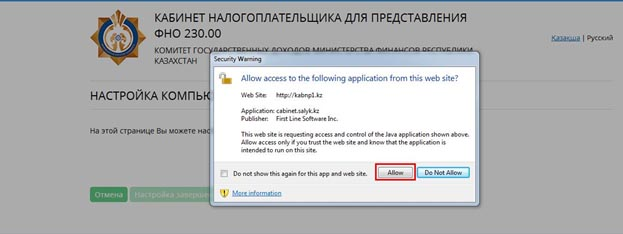 КАБИНЕТ НАЛОГОПЛАТЕЛЬЩИКА ДЛЯ ПРЕДСТАВЛЕНИЯ
ФНО 230.00
КОМИТЕТ ГОСУДАРСТВЕННЫХ ДОХОДОВ МИНИСТЕРСТВА ФИНАНСОВ РЕСПУБЛИКИ
КАЗАХСТАН
Қазақша | Русский
Security Warning
Allow access to the following application from this web site?
Web Site: http://kabnp1.kz
Application: cabinet.salyk.kz
Publisher: First Line Software Inc.
This web site is requesting access and control of the Java application shown above.
Allow access only if you trust the web site and know that the application is
intended to run on this site.
Do not show this again for this app and web site.
Allow
Do Not Allow
More information
НАСТРОЙКА КОМПЬ
На этой странице Вы можете нас
Отмена
Настройка заверше